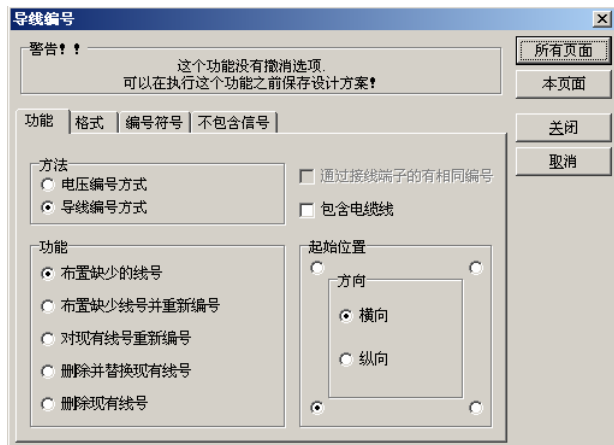 导线编号
警告！！
这个功能没有撤消选项.
可以在执行这个功能之前保存设计方案！
所有页面
本页面
关闭
取消
功能 格式 编号符号 不包含信号
方法
电压编号方式
导线编号方式
通过接线端子的有相同编号
包含电缆线
功能
布置缺少的线号
布置缺少线号并重新编号
对现有线号重新编号
删除并替换现有线号
删除现有线号
起始位置
方向
横向
纵向